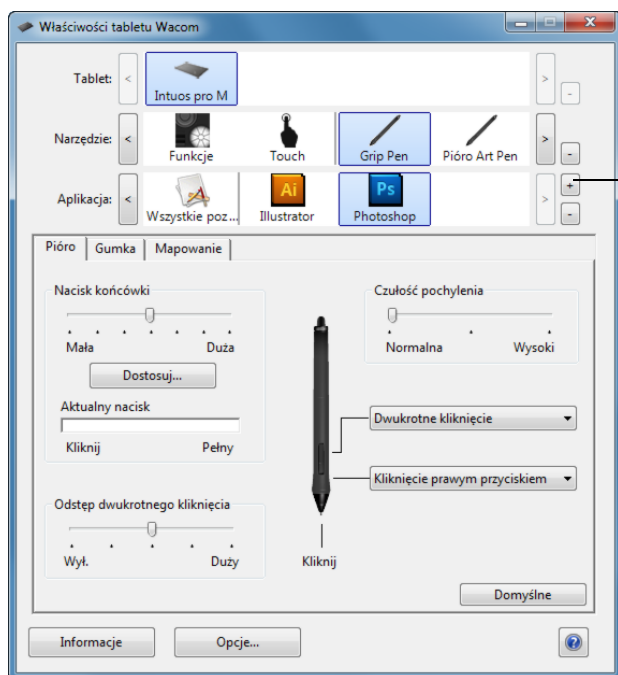 Właściwości tabletu Wacom
Tablet:
Intuos pro M
Narzędzie:
Funkcje
Touch
Grip Pen
Pióro Art Pen
Aplikacja:
Wszystkie poz...
Ai
Illustrator
Ps
Photoshop
Pióro Gumka Mapowanie
Nacisk końcówki
Mała Duża
Dostosuj...
Aktualny nacisk
Kliknij Pełny
Odstęp dwukrotnego kliknięcia
Wył. Duży
Kliknij
Czułość pochylenia
Normalna Wysoki
Dwukrotne kliknięcie
Kliknięcie prawym przyciskiem
Domyślne
Informacje
Opcje...